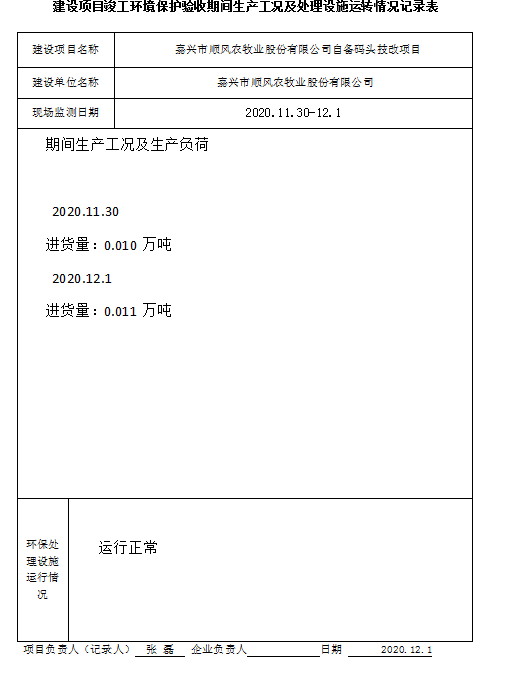 建设项目竣工环境保护验收期间生产工况及处理设施运转情况记录表
建设项目名称 嘉兴市顺风农牧业股份有限公司自备码头技改项目
建设单位名称 嘉兴市顺风农牧业股份有限公司
现场监测日期 2020.11.30-12.1
期间生产工况及生产负荷
2020.11.30
进货量：0.010 万吨
2020.12.1
进货量：0.011 万吨
环保处
理设施
运行情
况
运行正常
项目负责人（记录人） 张 磊 企业负责人 日期 2020.12.1